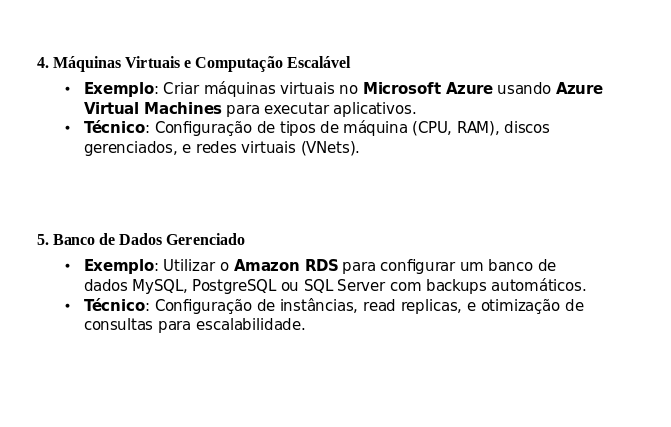 4. Máquinas Virtuais e Computação Escalável
• Exemplo: Criar máquinas virtuais no Microsoft Azure usando Azure
Virtual Machines para executar aplicativos.
• Técnico: Configuração de tipos de máquina (CPU, RAM), discos
gerenciados, e redes virtuais (VNets).
5. Banco de Dados Gerenciado
• Exemplo: Utilizar o Amazon RDS para configurar um banco de
dados MySQL, PostgreSQL ou SQL Server com backups automáticos.
• Técnico: Configuração de instâncias, read replicas, e otimização de
consultas para escalabilidade.